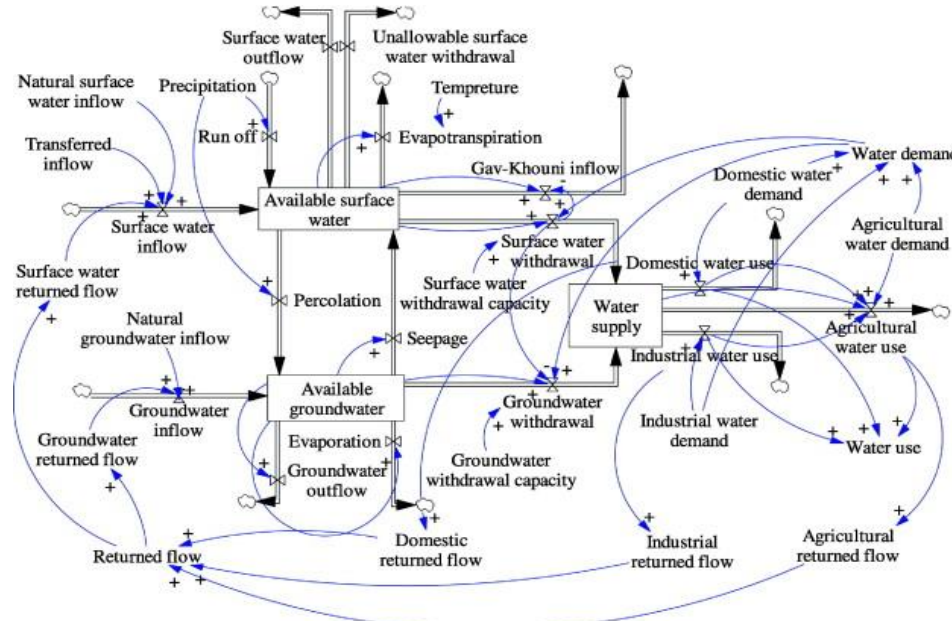 Surface water
outflow
Unallowable surface
water withdrawal
Natural surface
water inflow
Precipitation
Tempreture
Transferred
inflow
Run off
Evapotranspiration
Gav-Khouni inflow
Water demand
Domestic water
demand
Available surface
water
Surface water
inflow
Surface water
withdrawal
Agricultural
water demand
Surface water
returned flow
Surface water
withdrawal capacity
Domestic water use
Percolation
Natural
groundwater inflow
Water
supply
Seepage
Industrial water use
Agricultural
water use
Available
groundwater
Groundwater
inflow
Groundwater
withdrawal
Industrial water
demand
Groundwater
returned flow
Evaporation
Groundwater
outflow
Groundwater
withdrawal capacity
Water use
Returned flow
Domestic
returned flow
Industrial
returned flow
Agricultural
returned flow